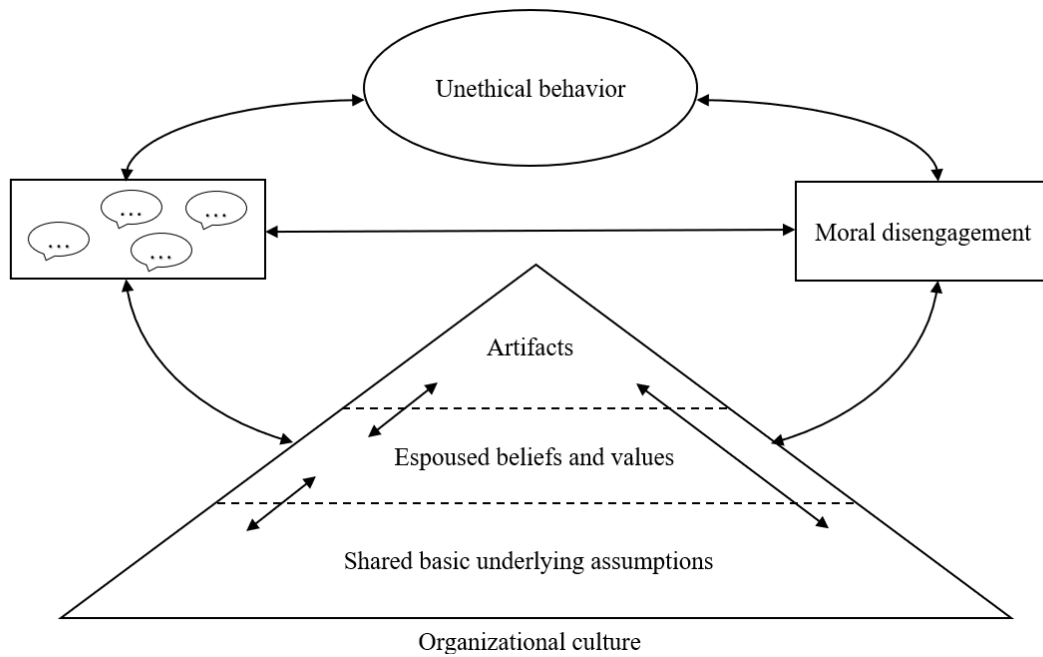 Unethical behavior
...
...
...
...
Moral disengagement
Artifacts
Espoused beliefs and values
Shared basic underlying assumptions
Organizational culture